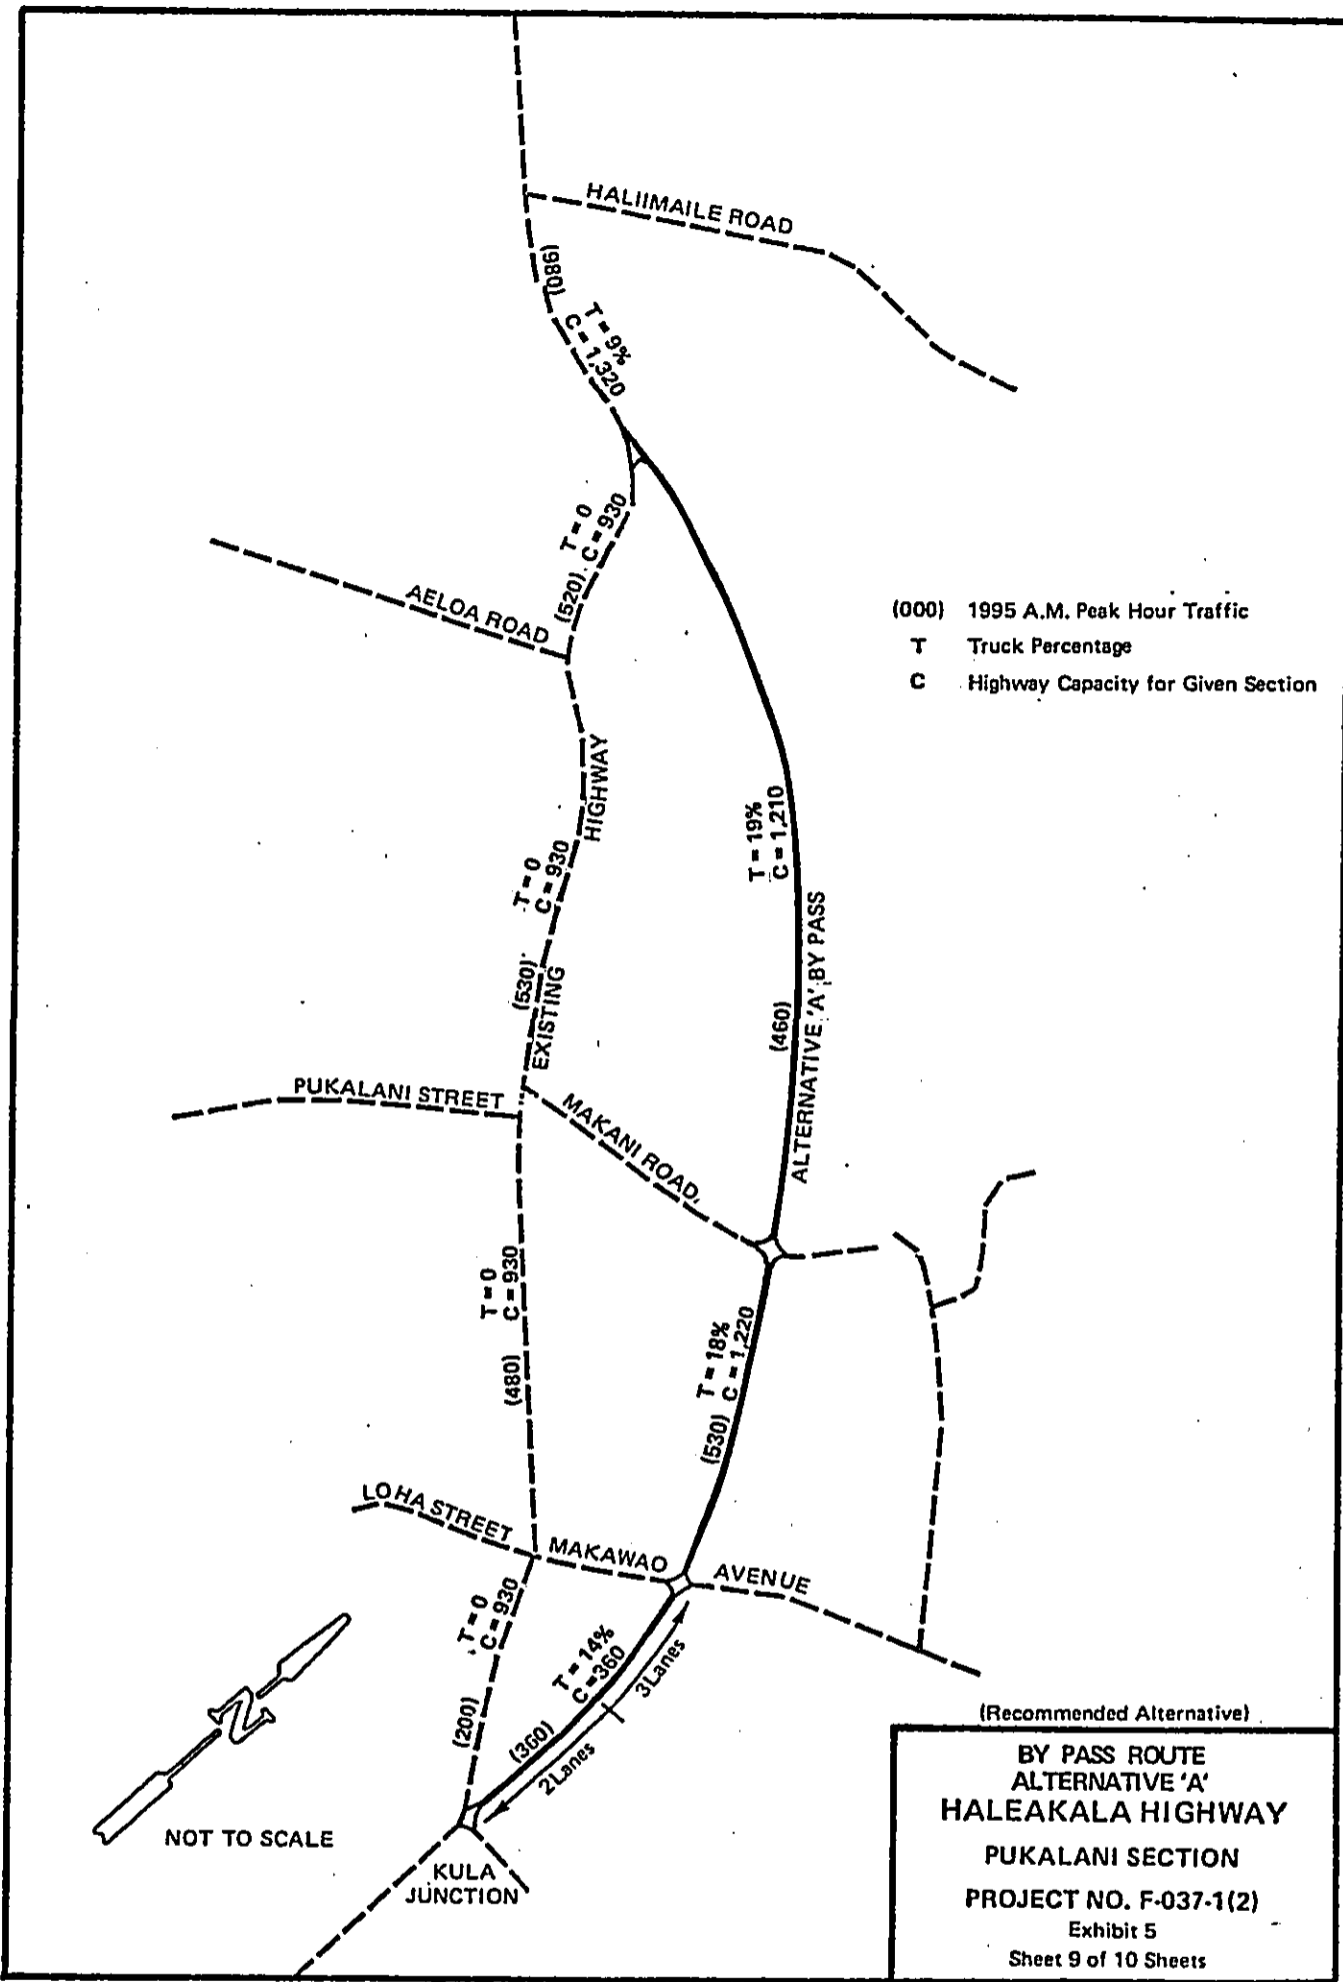 HALIIMAILE ROAD
(980)
T = 9%
C = 1,320
T = 0
C = 930
(520)
AELOA ROAD
(000) 1995 A.M. Peak Hour Traffic
T Truck Percentage
C Highway Capacity for Given Section
HIGHWAY
T = 0
C = 930
(530)
EXISTING
T = 19%
C = 1,210
(460)
ALTERNATIVE 'A' BY PASS
PUKALANI STREET
MAKANI ROAD
T = 0
C = 930
(480)
T = 18%
C = 1,220
(530)
LOHA STREET
MAKAWAO
AVENUE
T = 0
C = 930
(200)
T = 14%
C = 360
(360)
3 Lanes
2 Lanes
N
NOT TO SCALE
KULA
JUNCTION
(Recommended Alternative)
BY PASS ROUTE
ALTERNATIVE 'A'
HALEAKALA HIGHWAY
PUKALANI SECTION
PROJECT NO. F-037-1(2)
Exhibit 5
Sheet 9 of 10 Sheets